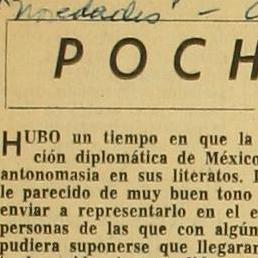 "Novedades" -
POCH
HUBO un tiempo en que la
ción diplomática de México
antonomasia en sus literatos.
le parecido de muy buen tono
enviar a representarlo en el e
personas de las que con algún
pudiera suponerse que llegarar